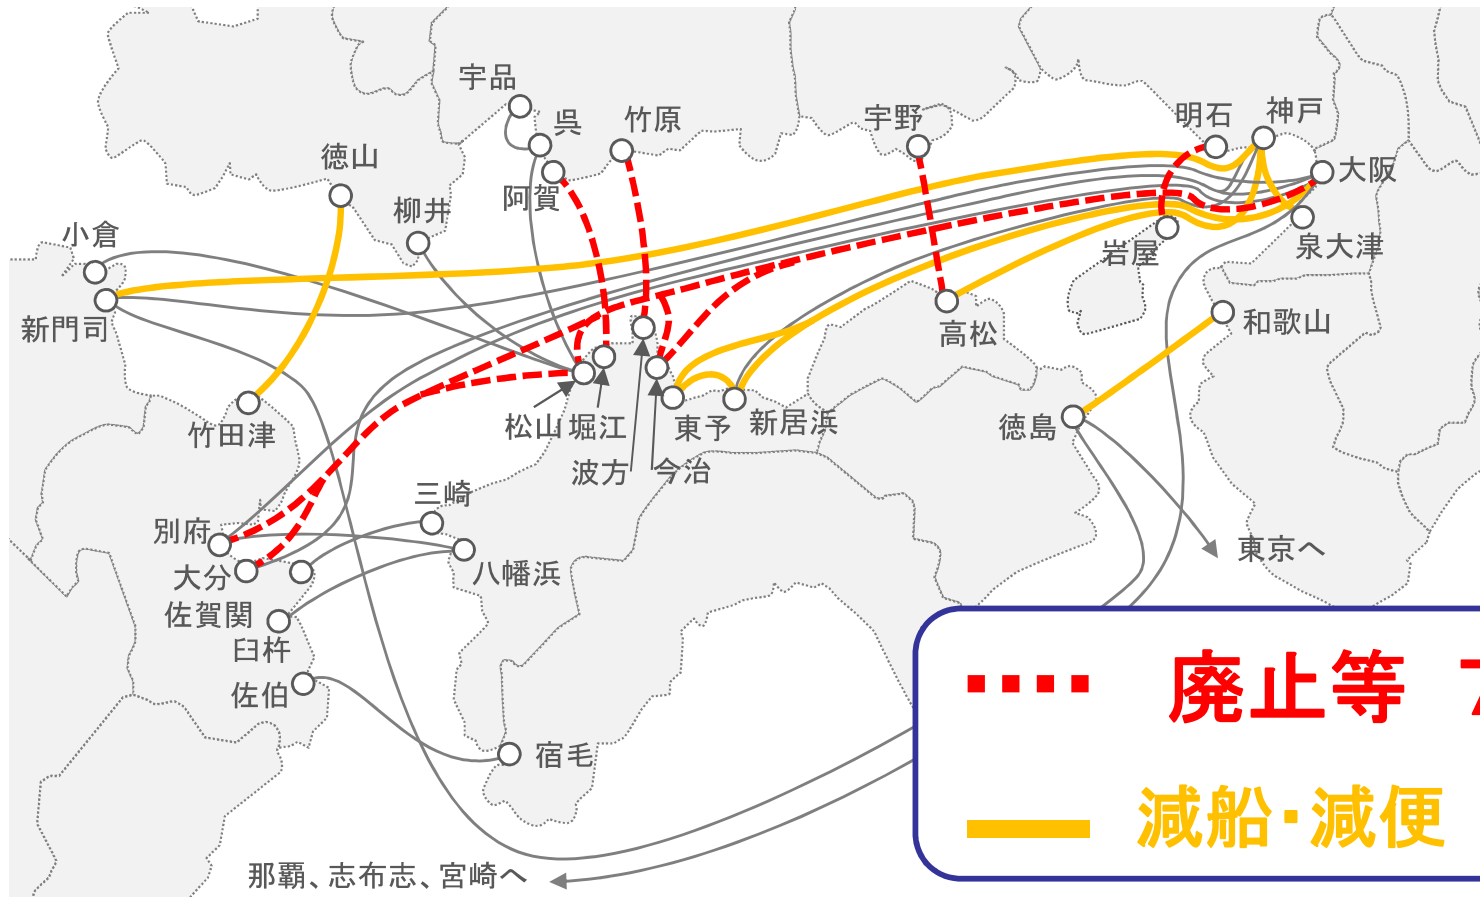 宇品
呉
竹原
宇野
明石
神戸
大阪
徳山
阿賀
柳井
小倉
岩屋
泉大津
新門司
高松
和歌山
竹田津
松山
堀江
東予
新居浜
徳島
波方
今治
三崎
別府
東京へ
大分
八幡浜
佐賀関
臼杵
佐伯
宿毛
廃止等
減船・減便
那覇、志布志、宮崎へ